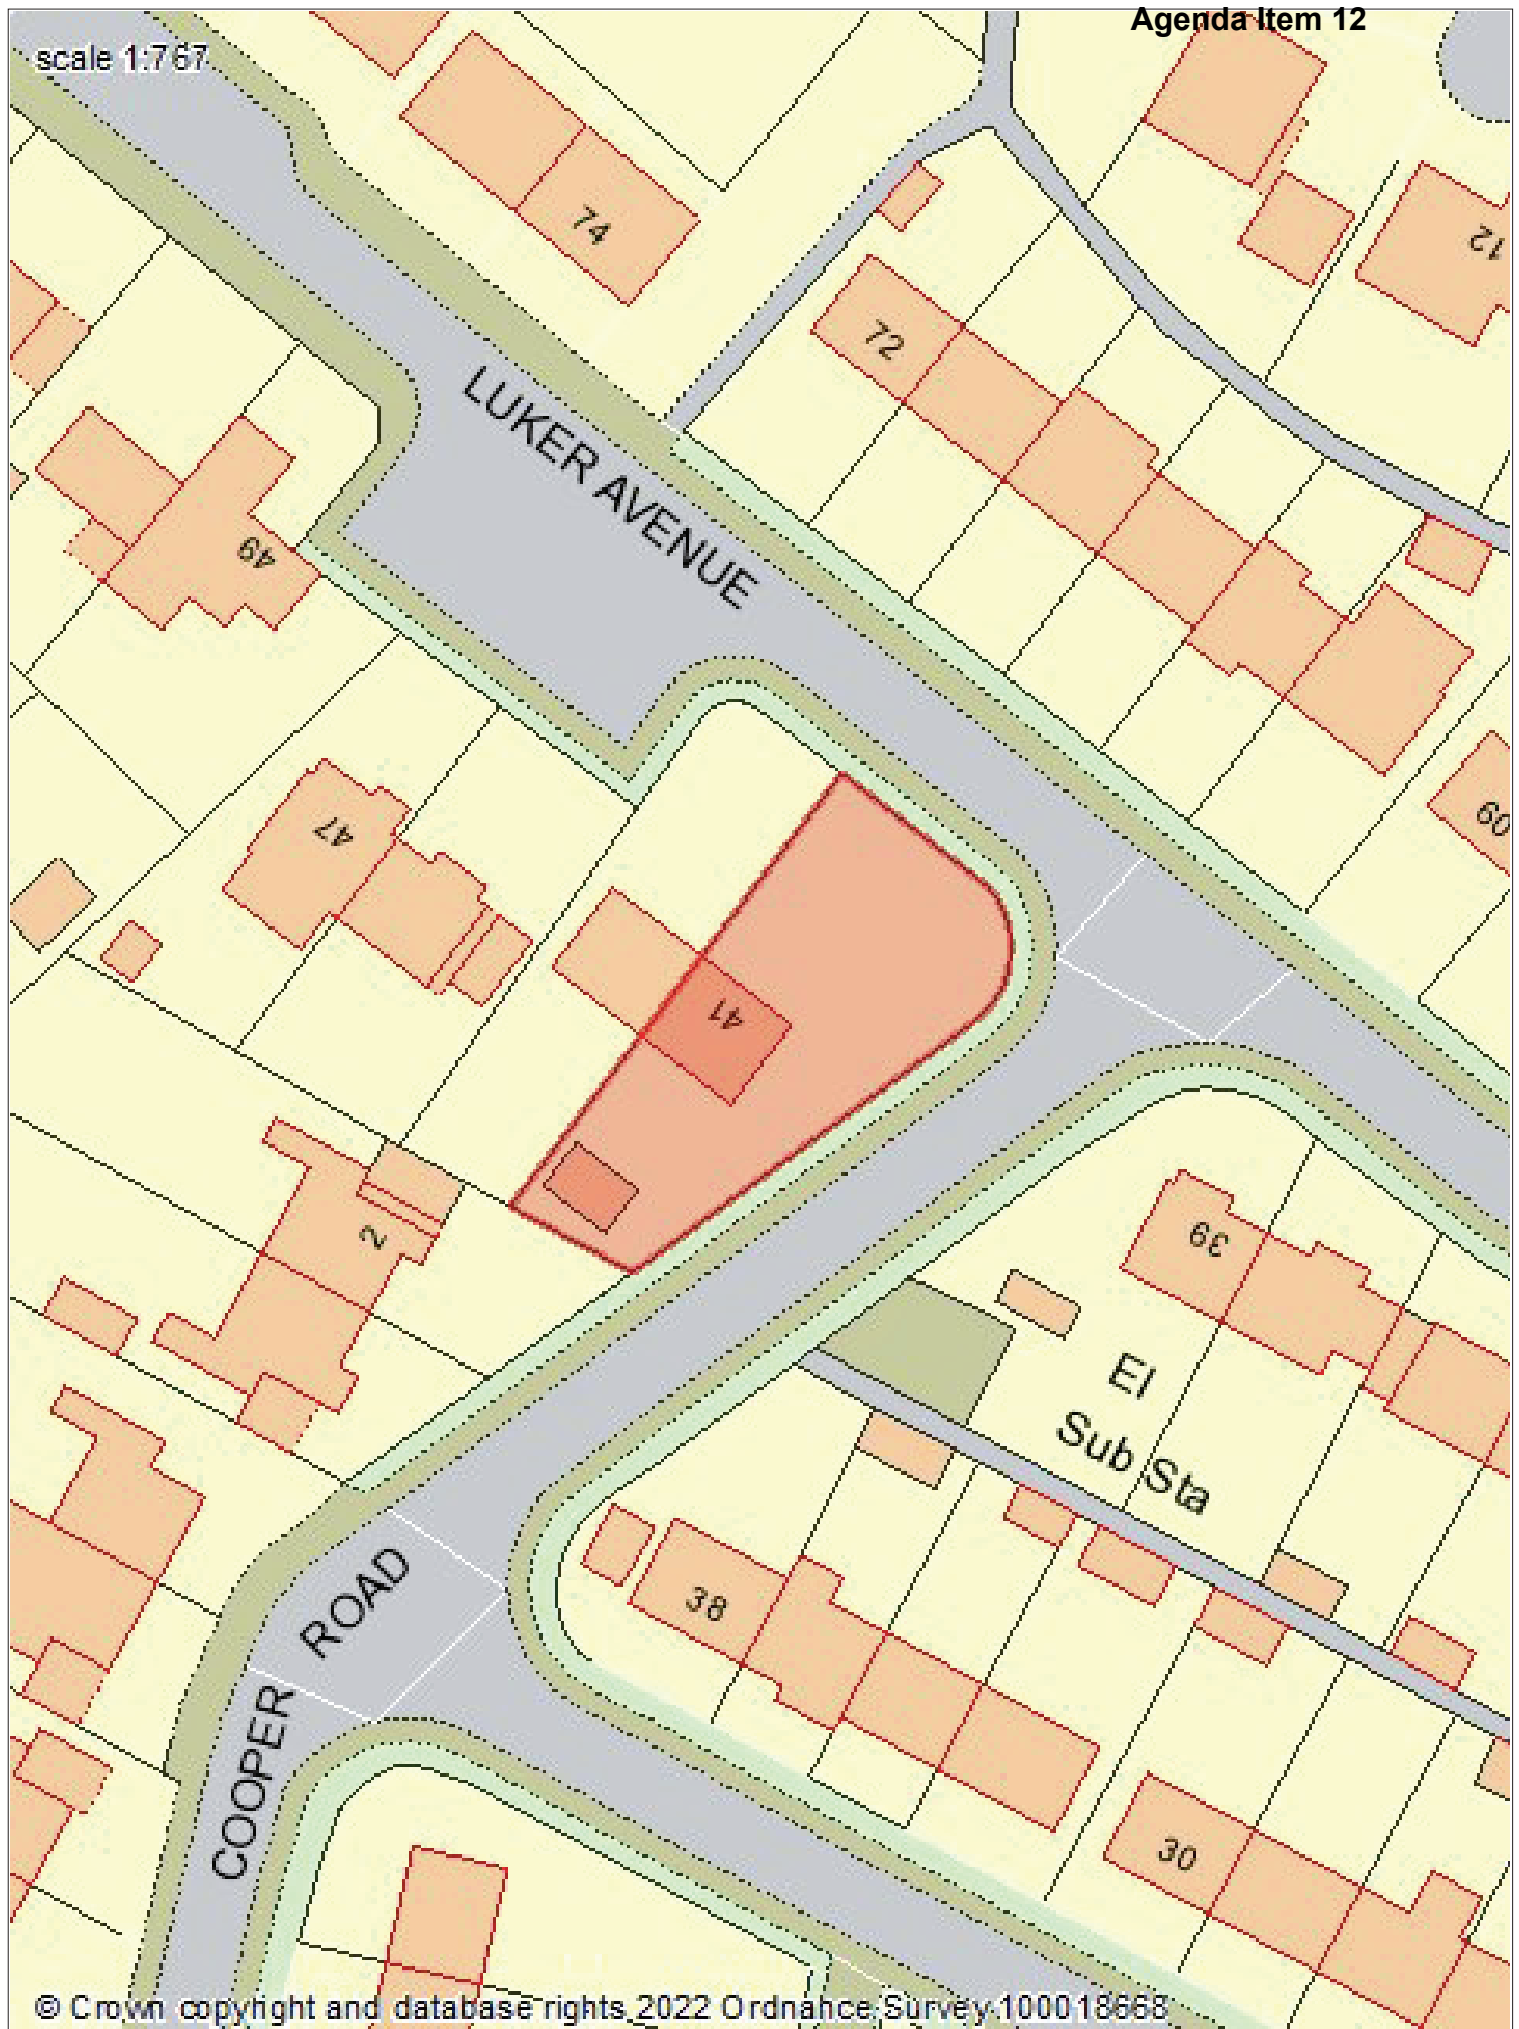 Agenda Item 12
scale 1:767
74
12
72
LUKER AVENUE
49
60
47
41
2
39
El
Sub Sta
ROAD
38
COOPER
30
© Crown copyright and database rights 2022 Ordnance Survey 100018668